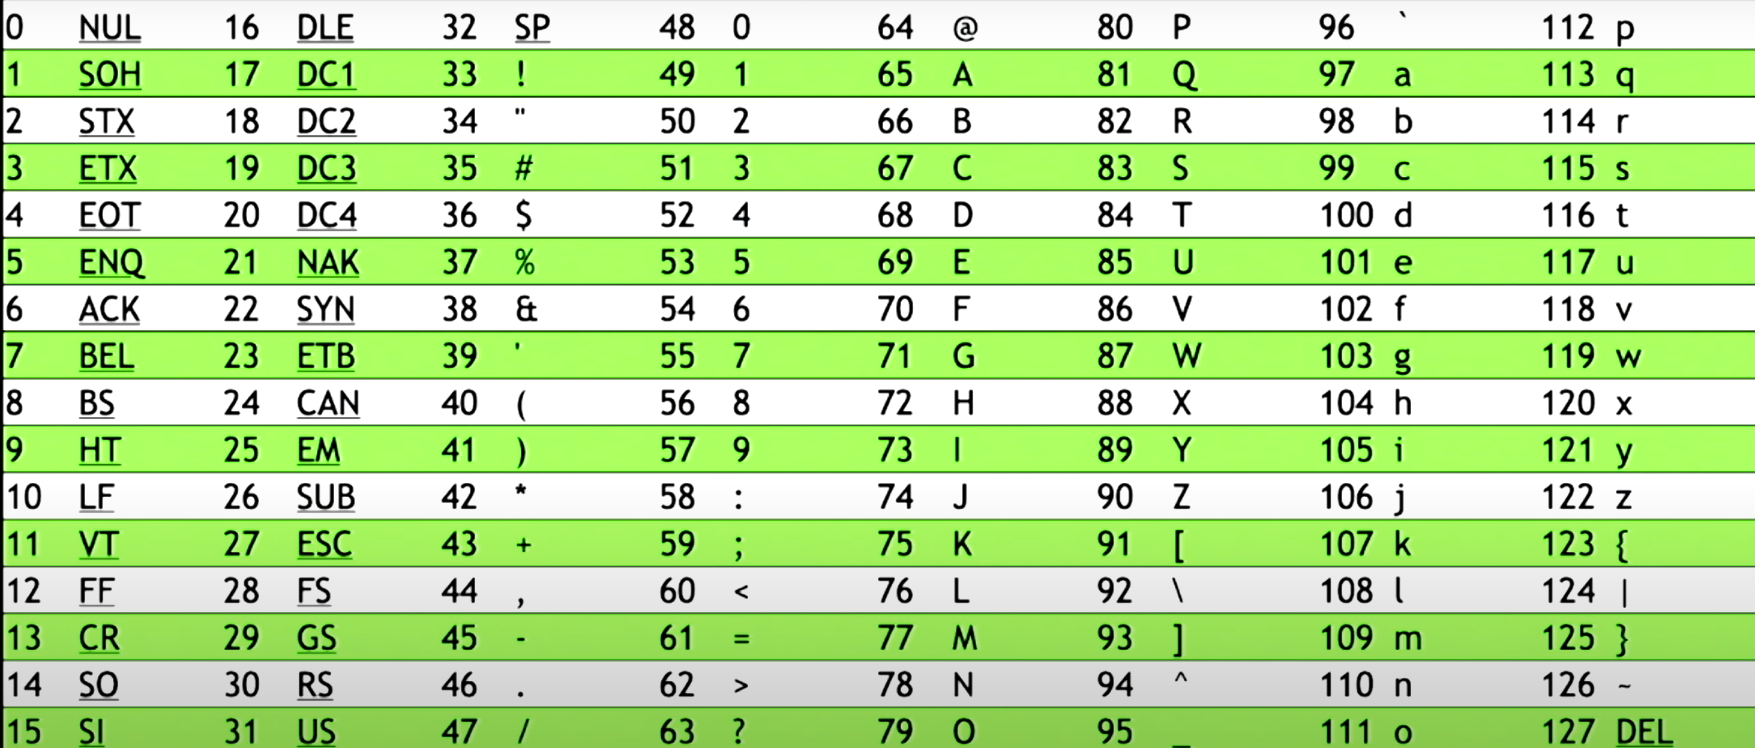 0 NUL 16 DLE 32 SP 48 0 64 @ 80 P 96 ` 112 p
1 SOH 17 DC1 33 ! 49 1 65 A 81 Q 97 a 113 q
2 STX 18 DC2 34 " 50 2 66 B 82 R 98 b 114 r
3 ETX 19 DC3 35 # 51 3 67 C 83 S 99 c 115 s
4 EOT 20 DC4 36 $ 52 4 68 D 84 T 100 d 116 t
5 ENQ 21 NAK 37 % 53 5 69 E 85 U 101 e 117 u
6 ACK 22 SYN 38 & 54 6 70 F 86 V 102 f 118 v
7 BEL 23 ETB 39 ' 55 7 71 G 87 W 103 g 119 w
8 BS 24 CAN 40 ( 56 8 72 H 88 X 104 h 120 x
9 HT 25 EM 41 ) 57 9 73 I 89 Y 105 i 121 y
10 LF 26 SUB 42 * 58 : 74 J 90 Z 106 j 122 z
11 VT 27 ESC 43 + 59 ; 75 K 91 [ 107 k 123 {
12 FF 28 FS 44 , 60 < 76 L 92 \ 108 l 124 |
13 CR 29 GS 45 - 61 = 77 M 93 ] 109 m 125 }
14 SO 30 RS 46 . 62 > 78 N 94 ^ 110 n 126 ~
15 SI 31 US 47 / 63 ? 79 O 95 _ 111 o 127 DEL